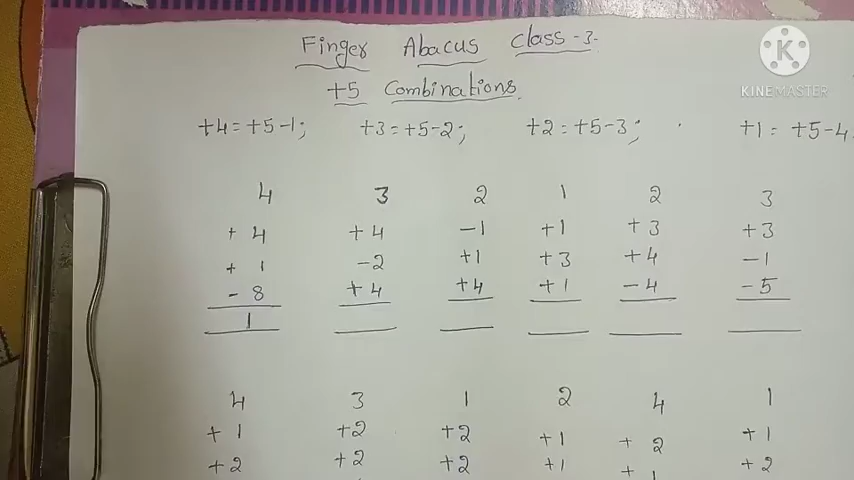 Finger Abacus Class-3-
KINEMASTER
+5 Combinations
+4=+5-1; +3=+5-2; +2=+5-3; +1= +5-4
4 3 2 1 2 3
+4 +4 -1 +1 +3 +3
+1 -2 +1 +3 +4 -1
-8 +4 +4 +1 -4 -5
1
4 3 1 2 4 1
+1 +2 +2 +1 +2 +1
+2 +2 +2 +1 +1 +2